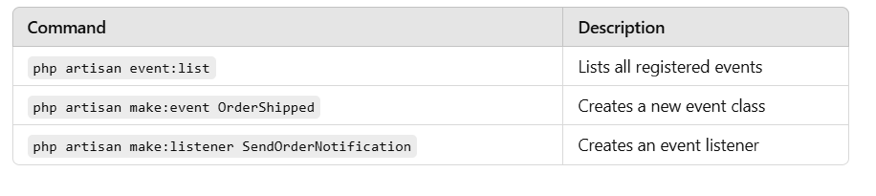 Command Description
php artisan event:list Lists all registered events
php artisan make:event OrderShipped Creates a new event class
php artisan make:listener SendOrderNotification Creates an event listener